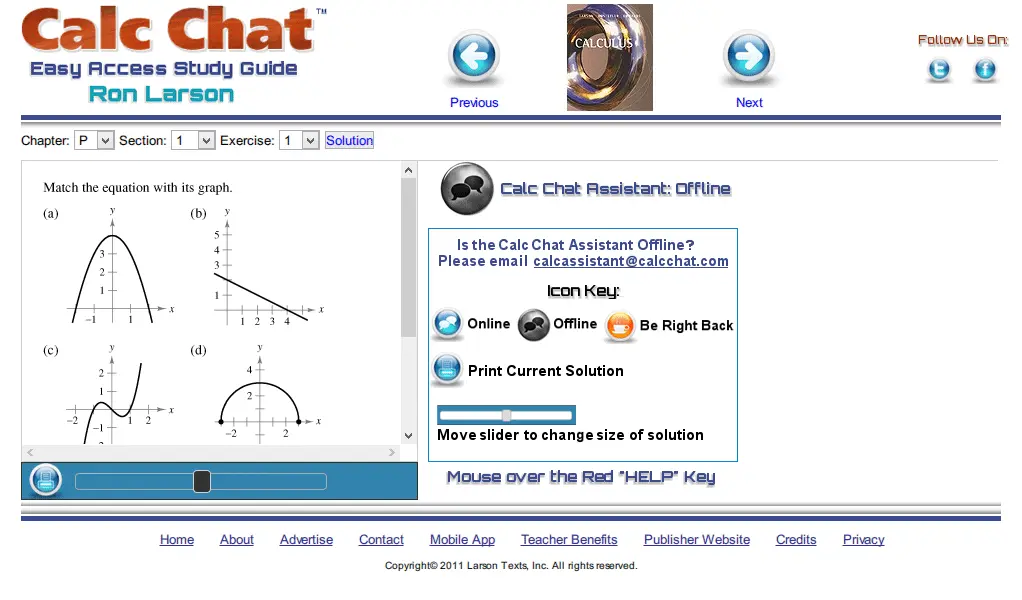 Calc Chat™
Easy Access Study Guide
Ron Larson
Previous
CALCULUS
Next
Follow Us On:
Chapter: P Section: 1 Exercise: 1 Solution
Match the equation with its graph.
(a)
y
3
2
1
−1 1
x
(b)
y
5
4
3
1
1 2 3 4
x
(c)
y
2
1
−2 1 2
−1
x
(d)
y
4
2
−2 2
x
Calc Chat Assistant: Offline
Is the Calc Chat Assistant Offline?
Please email calcassistant@calcchat.com
Icon Key:
Online Offline Be Right Back
Print Current Solution
Move slider to change size of solution
Mouse over the Red "HELP" Key
Home About Advertise Contact Mobile App Teacher Benefits Publisher Website Credits Privacy
Copyright© 2011 Larson Texts, Inc. All rights reserved.